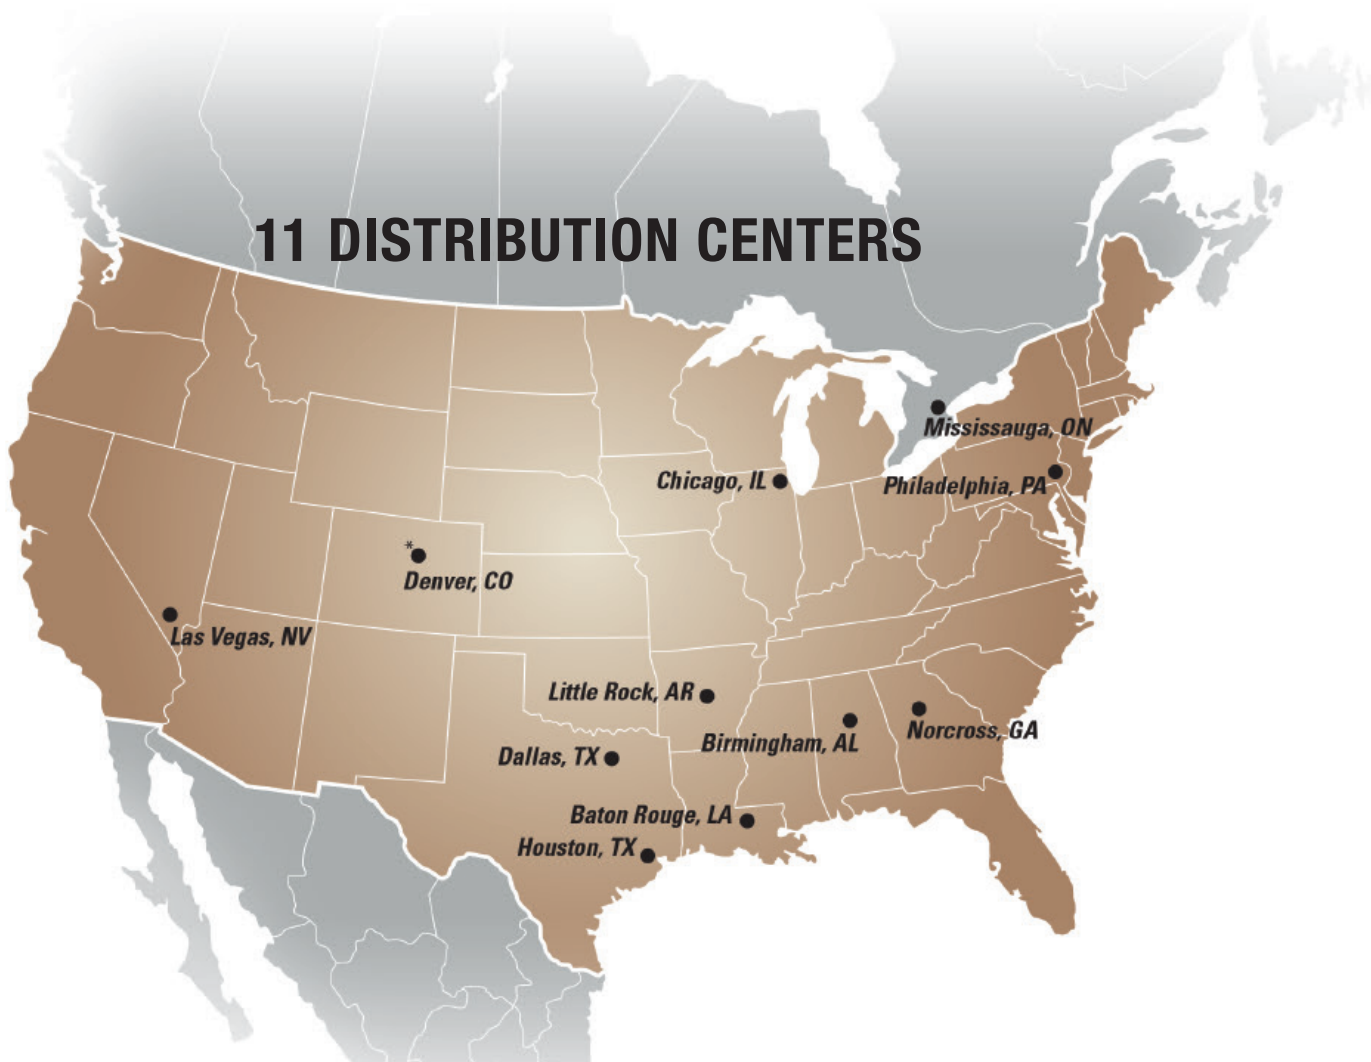 11 DISTRIBUTION CENTERS
Mississauga, ON
Chicago, IL
Philadelphia, PA
*
Denver, CO
Las Vegas, NV
Little Rock, AR
Norcross, GA
Birmingham, AL
Dallas, TX
Baton Rouge, LA
Houston, TX